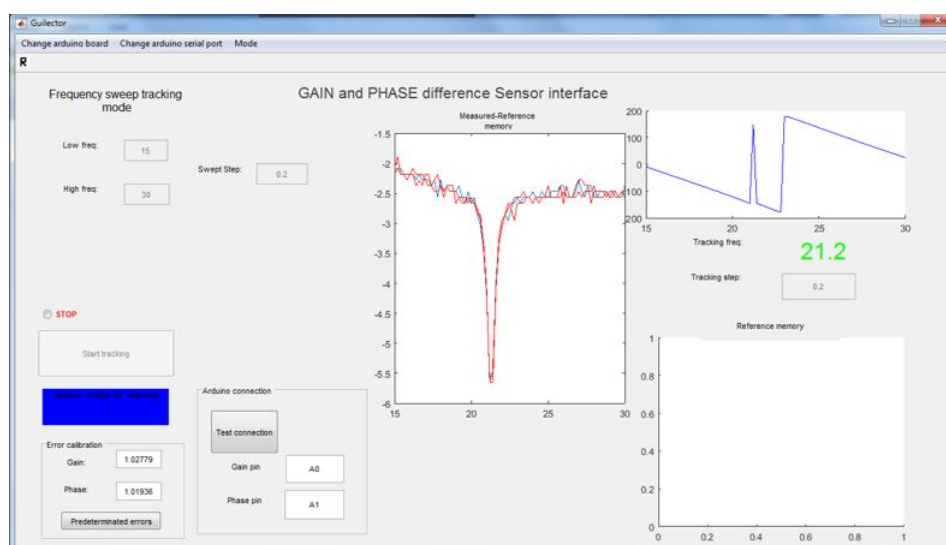 Guilector
Change arduino board Change arduino serial port Mode
R
Frequency sweep tracking
mode
Low freq:
15
High freq:
30
Swept Step:
0.2
GAIN and PHASE difference Sensor interface
Measured-Reference
memory
-1.5
-2
-2.5
-3
-3.5
-4
-4.5
-5
-5.5
-6
15
20
25
30
200
100
0
100
200
15
20
25
30
Tracking freq:
21.2
Tracking step:
0.2
STOP
Start tracking
Error calibration
Gain:
1.02779
Phase:
1.01936
Predeterminated errors
Arduino connection
Test connection
Gain pin
A0
Phase pin
A1
Reference memory
1
0.8
0.6
0.4
0.2
0
0
0.2
0.4
0.6
0.8
1